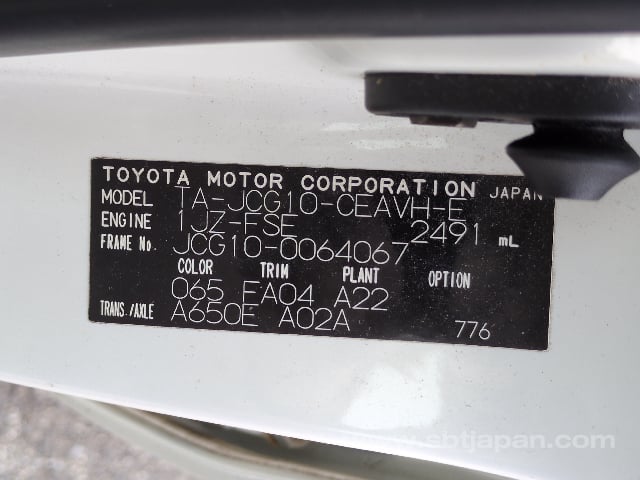 TOYOTA MOTOR CORPORATION JAPAN
MODEL TA-JCG10-CEAVH-E
ENGINE 1JZ-FSE 2491 mL
FRAME No. JCG10-0064067
COLOR TRIM PLANT OPTION
065 FA04 A22
TRANS./AXLE A650E A02A 776
www.sbtjapan.com